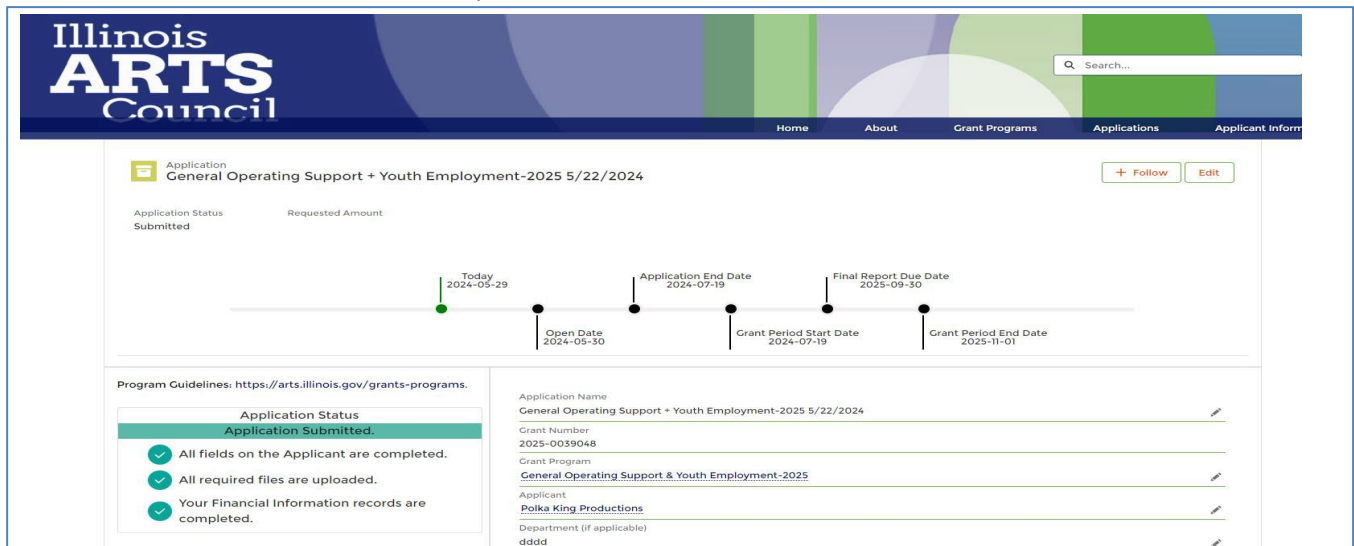 Illinois
ARTS
Council
Search...
Home About Grant Programs Applications Applicant Inform
Application
General Operating Support + Youth Employment-2025 5/22/2024
+ Follow Edit
Application Status Requested Amount
Submitted
Today Application End Date Final Report Due Date
2024-05-29 2024-07-19 2025-09-30
Open Date Grant Period Start Date Grant Period End Date
2024-05-30 2024-07-19 2025-11-01
Program Guidelines: https://arts.illinois.gov/grants-programs.
Application Status
Application Submitted.
All fields on the Applicant are completed.
All required files are uploaded.
Your Financial Information records are
completed.
Application Name
General Operating Support + Youth Employment-2025 5/22/2024
Grant Number
2025-0039048
Grant Program
General Operating Support & Youth Employment-2025
Applicant
Polka King Productions
Department (if applicable)
dddd